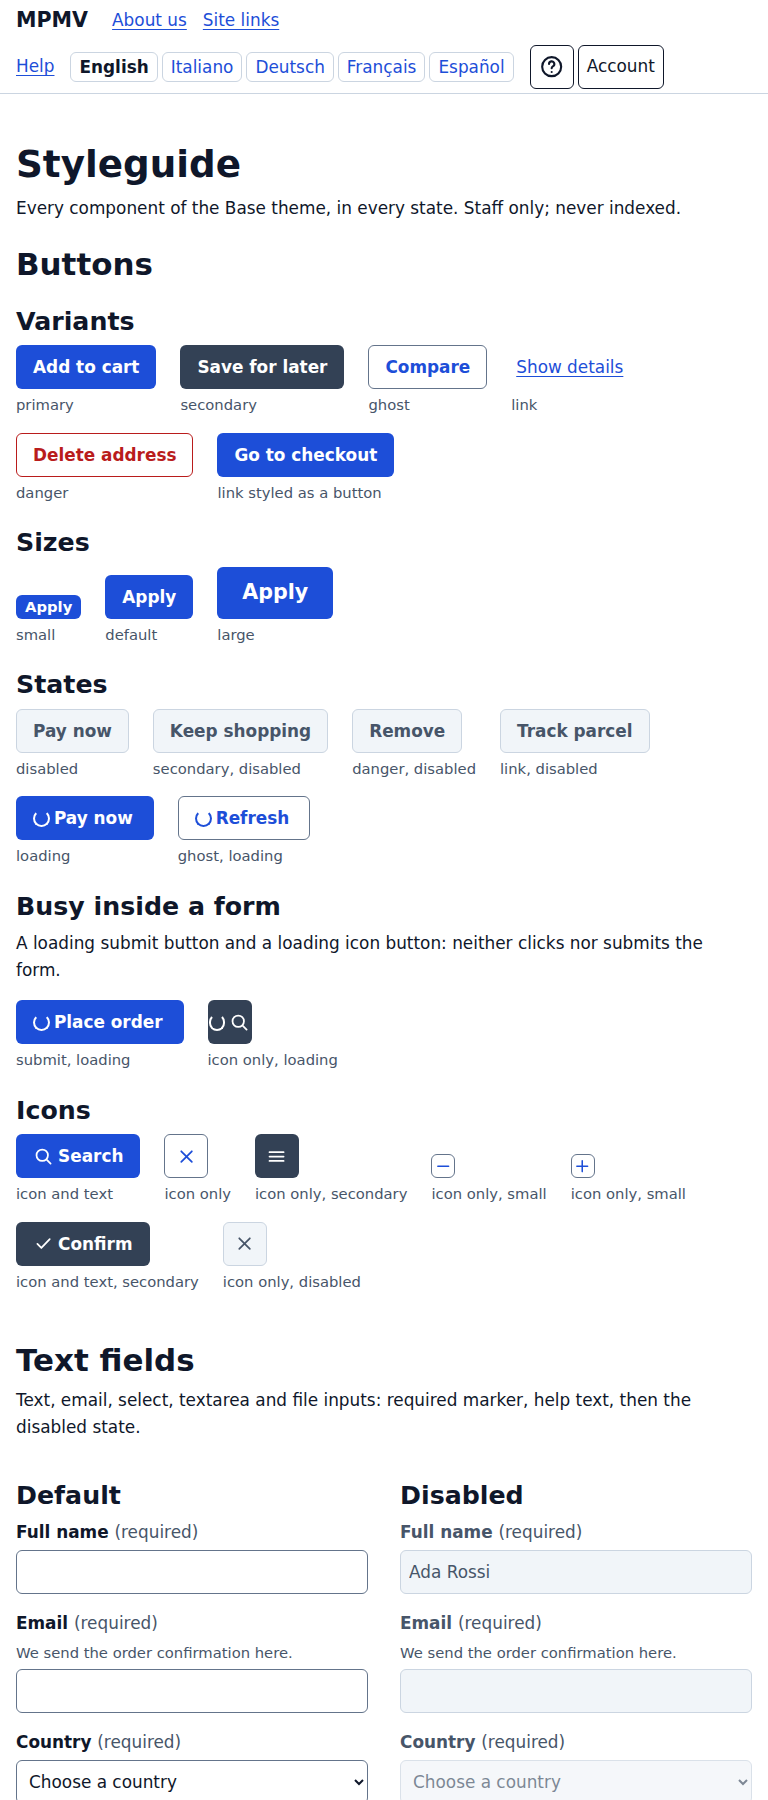 MPMV About us Site links
Help English Italiano Deutsch Français Español Account
Styleguide
Every component of the Base theme, in every state. Staff only; never indexed.
Buttons
Variants
Add to cart Save for later Compare Show details
primary secondary ghost link
Delete address Go to checkout
danger link styled as a button
Sizes
Apply Apply Apply
small default large
States
Pay now Keep shopping Remove Track parcel
disabled secondary, disabled danger, disabled link, disabled
Pay now Refresh
loading ghost, loading
Busy inside a form
A loading submit button and a loading icon button: neither clicks nor submits the
form.
Place order
submit, loading icon only, loading
Icons
Search
icon and text icon only icon only, secondary icon only, small icon only, small
Confirm
icon and text, secondary icon only, disabled
Text fields
Text, email, select, textarea and file inputs: required marker, help text, then the
disabled state.
Default Disabled
Full name (required) Full name (required)
Ada Rossi
Email (required) Email (required)
We send the order confirmation here. We send the order confirmation here.
Country (required) Country (required)
Choose a country Choose a country